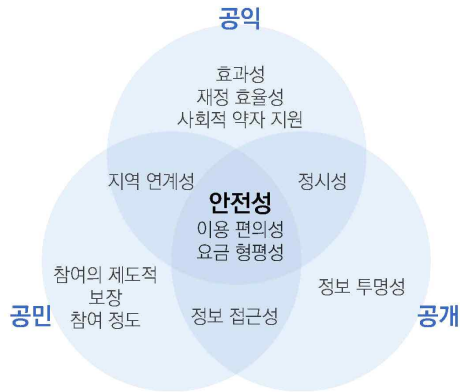 공익
효과성
재정 효율성
사회적 약자 지원
지역 연계성
정시성
안전성
이용 편의성
요금 형평성
참여의 제도적
보장
참여 정도
정보 투명성
정보 접근성
공민
공개